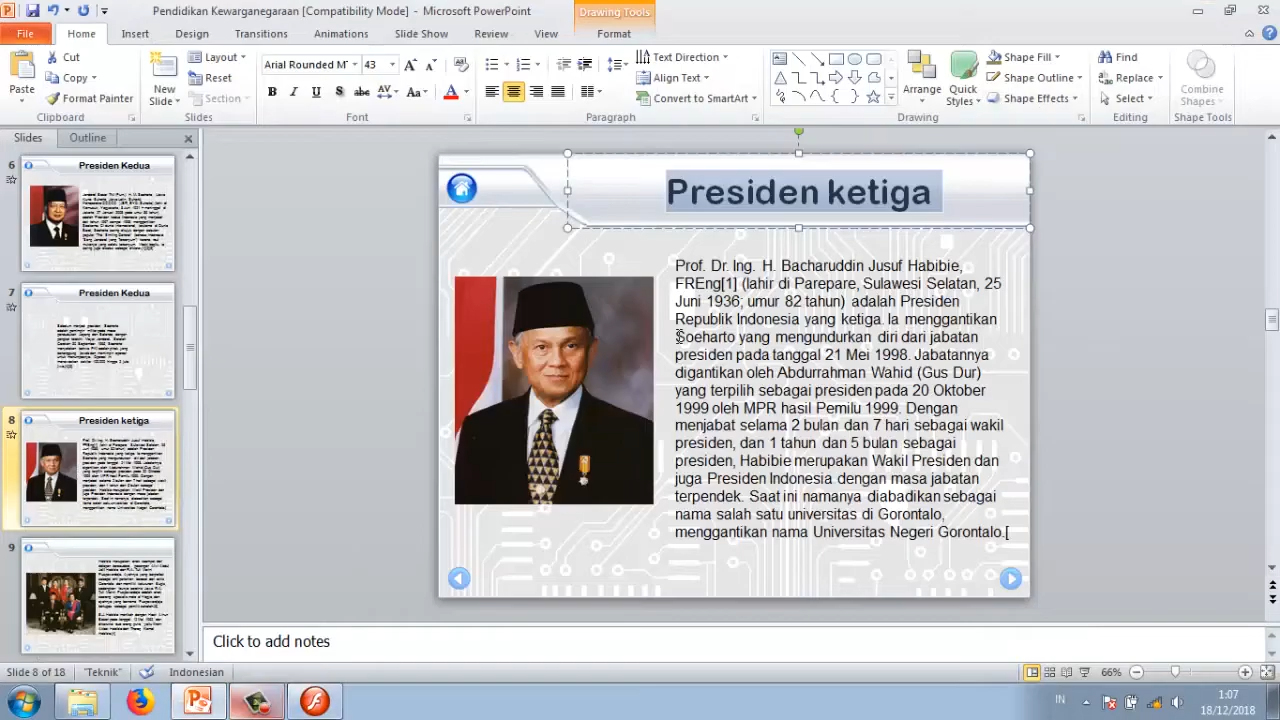 Pendidikan Kewarganegaraan [Compatibility Mode] - Microsoft PowerPoint
Drawing Tools
File Home Insert Design Transitions Animations Slide Show Review View Format
Paste
Cut
Copy
Format Painter
Clipboard
New Slide
Layout
Reset
Section
Slides
Arial Rounded M 43
B I U S abc AV Aa A
Font
Text Direction
Align Text
Convert to SmartArt
Paragraph
Arrange
Quick Styles
Shape Fill
Shape Outline
Shape Effects
Drawing
Find
Replace
Select
Editing
Combine Shapes
Shape Tools
Slides Outline
6
Presiden Kedua
7
Presiden Kedua
8
Presiden ketiga
9
Presiden ketiga
Prof. Dr. Ing. H. Bacharuddin Jusuf Habibie,
FREng[1] (lahir di Parepare, Sulawesi Selatan, 25
Juni 1936; umur 82 tahun) adalah Presiden
Republik Indonesia yang ketiga. Ia menggantikan
Soeharto yang mengundurkan diri dari jabatan
presiden pada tanggal 21 Mei 1998. Jabatannya
digantikan oleh Abdurrahman Wahid (Gus Dur)
yang terpilih sebagai presiden pada 20 Oktober
1999 oleh MPR hasil Pemilu 1999. Dengan
menjabat selama 2 bulan dan 7 hari sebagai wakil
presiden, dan 1 tahun dan 5 bulan sebagai
presiden, Habibie merupakan Wakil Presiden dan
juga Presiden Indonesia dengan masa jabatan
terpendek. Saat ini namanya diabadikan sebagai
nama salah satu universitas di Gorontalo,
menggantikan nama Universitas Negeri Gorontalo.[
Click to add notes
Slide 8 of 18 "Teknik" Indonesian 66%
IN
1:07
18/12/2018